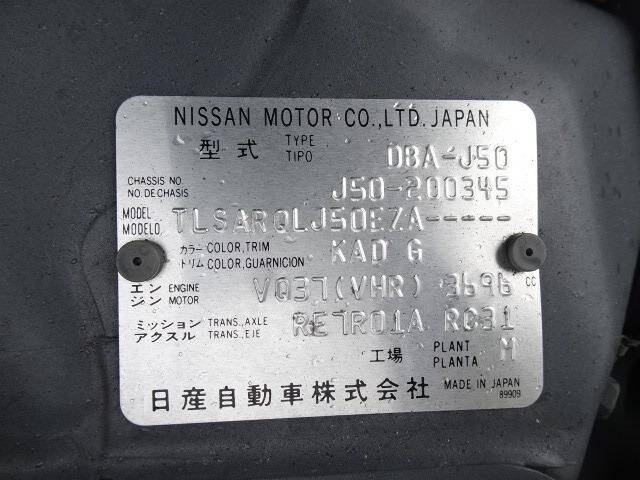 NISSAN MOTOR CO., LTD. JAPAN
型式 TYPE TIPO DBA-J50
CHASSIS NO. NO. DE CHASIS J50-200345
MODEL MODELO TLSARQLJ50EZA-----
カラー COLOR, TRIM KAD G
トリム COLOR, GUARNICION
エンジン ENGINE MOTOR VQ37(VHR) 3696 CC
ミッション TRANS., AXLE RE7R01A RC31
アクスル TRANS., EJE
工場 PLANT PLANTA M
日産自動車株式会社 MADE IN JAPAN
89909